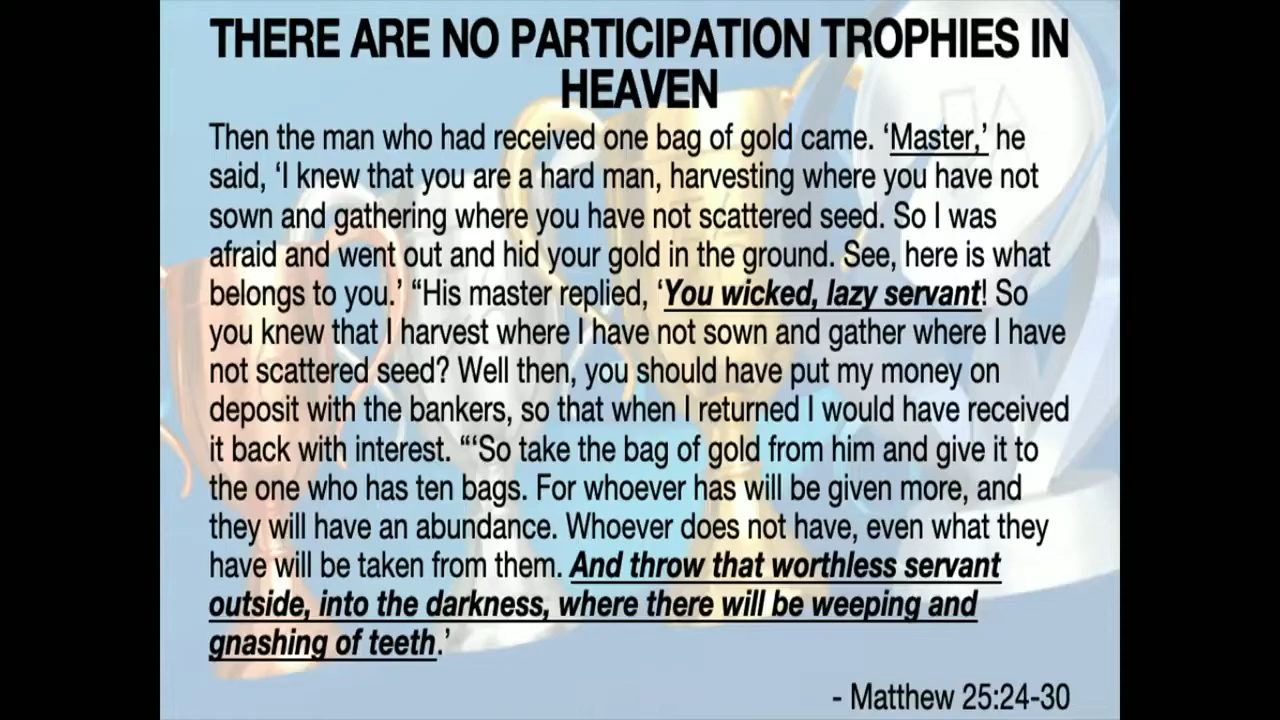 THERE ARE NO PARTICIPATION TROPHIES IN
HEAVEN
Then the man who had received one bag of gold came. ‘Master,’ he
said, ‘I knew that you are a hard man, harvesting where you have not
sown and gathering where you have not scattered seed. So I was
afraid and went out and hid your gold in the ground. See, here is what
belongs to you.’ “His master replied, ‘You wicked, lazy servant! So
you knew that I harvest where I have not sown and gather where I have
not scattered seed? Well then, you should have put my money on
deposit with the bankers, so that when I returned I would have received
it back with interest. “‘So take the bag of gold from him and give it to
the one who has ten bags. For whoever has will be given more, and
they will have an abundance. Whoever does not have, even what they
have will be taken from them. And throw that worthless servant
outside, into the darkness, where there will be weeping and
gnashing of teeth.’
- Matthew 25:24-30